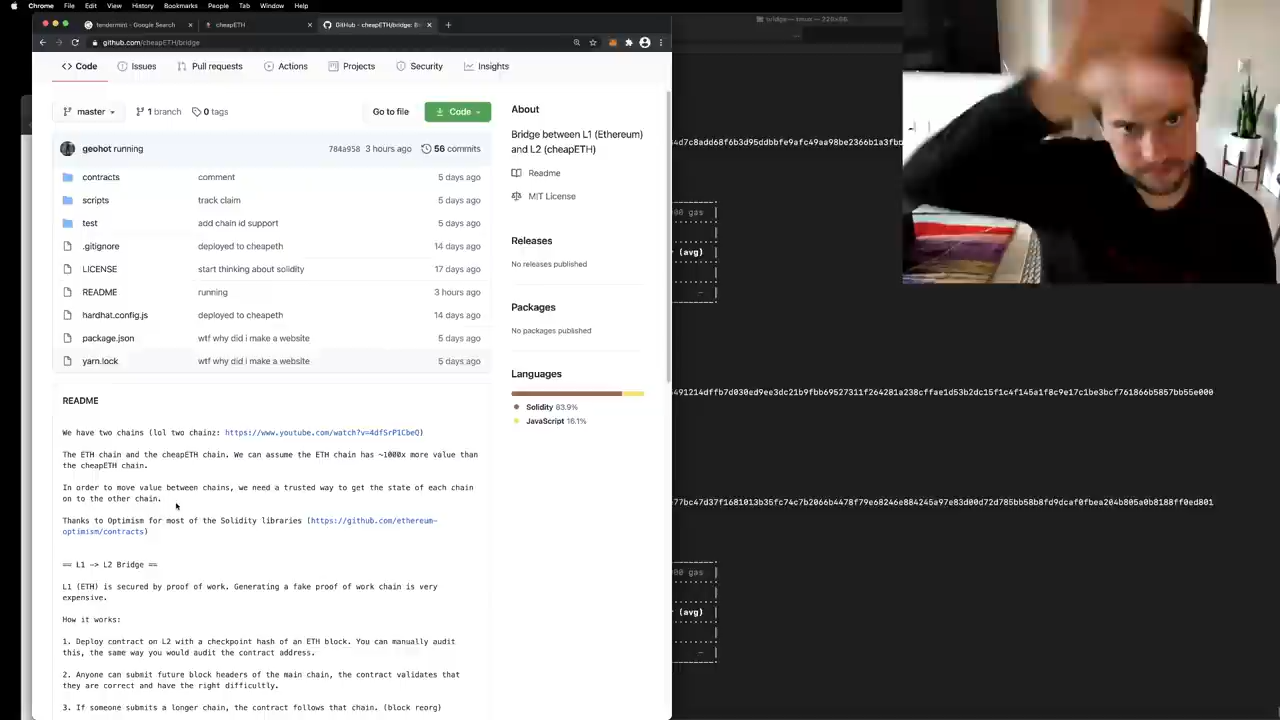 Chrome File Edit View History Bookmarks People Tab Window Help
tendermint - Google Search
cheapETH
GitHub - cheapETH/bridge: Br
bridge — tmux — 228x86
github.com/cheapETH/bridge
Code Issues Pull requests Actions Projects Security Insights
master 1 branch 0 tags Go to file Code
geohot running 784a958 3 hours ago 56 commits
contracts comment 5 days ago
scripts track claim 5 days ago
test add chain id support 5 days ago
.gitignore deployed to cheapeth 14 days ago
LICENSE start thinking about solidity 17 days ago
README running 3 hours ago
hardhat.config.js deployed to cheapeth 14 days ago
package.json wtf why did i make a website 5 days ago
yarn.lock wtf why did i make a website 5 days ago
README
We have two chains (lol two chainz: https://www.youtube.com/watch?v=4dfSrP1CbeQ)
The ETH chain and the cheapETH chain. We can assume the ETH chain has ~1000x more value than
the cheapETH chain.
In order to move value between chains, we need a trusted way to get the state of each chain
on to the other chain.
Thanks to Optimism for most of the Solidity libraries (https://github.com/ethereum-
optimism/contracts)
== L1 -> L2 Bridge ==
L1 (ETH) is secured by proof of work. Generating a fake proof of work chain is very
expensive.
How it works:
1. Deploy contract on L2 with a checkpoint hash of an ETH block. You can manually audit
this, the same way you would audit the contract address.
2. Anyone can submit future block headers of the main chain, the contract validates that
they are correct and have the right difficultly.
3. If someone submits a longer chain, the contract follows that chain. (block reorg)
About
Bridge between L1 (Ethereum)
and L2 (cheapETH)
Readme
MIT License
Releases
No releases published
Packages
No packages published
Languages
Solidity 83.9%
JavaScript 16.1%
gas
(avg)
gas
(avg)